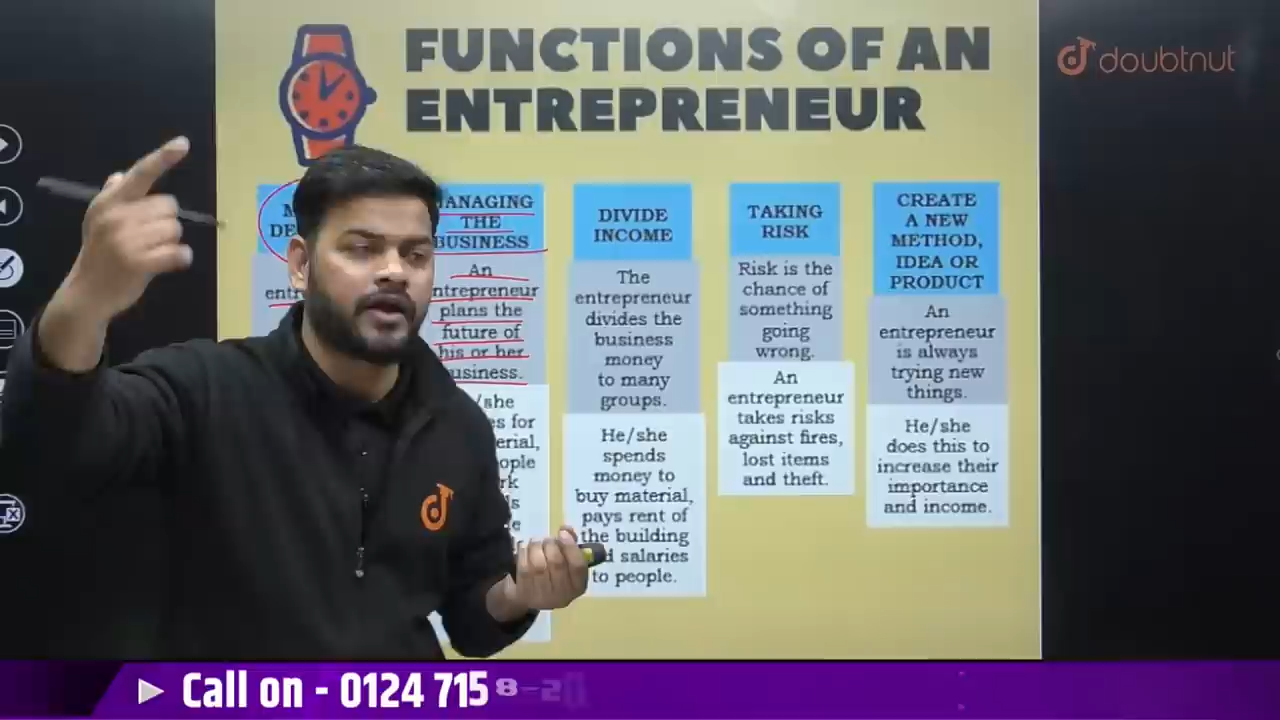 FUNCTIONS OF AN
ENTREPRENEUR
doubtnut
MANAGING
THE
BUSINESS
An
entrepreneur
plans the
future of
his or her
business.
DIVIDE
INCOME
The
entrepreneur
divides the
business
money
to many
groups.
He/she
spends
money to
buy material,
pays rent of
the building
and salaries
to people.
TAKING
RISK
Risk is the
chance of
something
going
wrong.
An
entrepreneur
takes risks
against fires,
lost items
and theft.
CREATE
A NEW
METHOD,
IDEA OR
PRODUCT
An
entrepreneur
is always
trying new
things.
He/she
does this to
increase their
importance
and income.
Call on - 0124 715